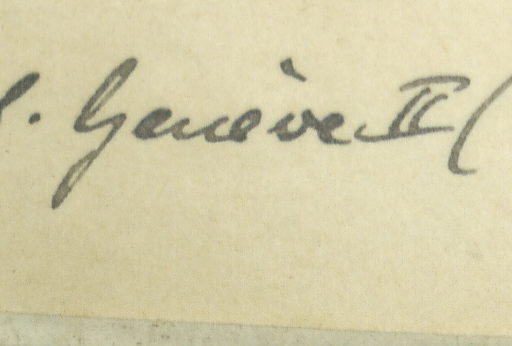 . Genève II (